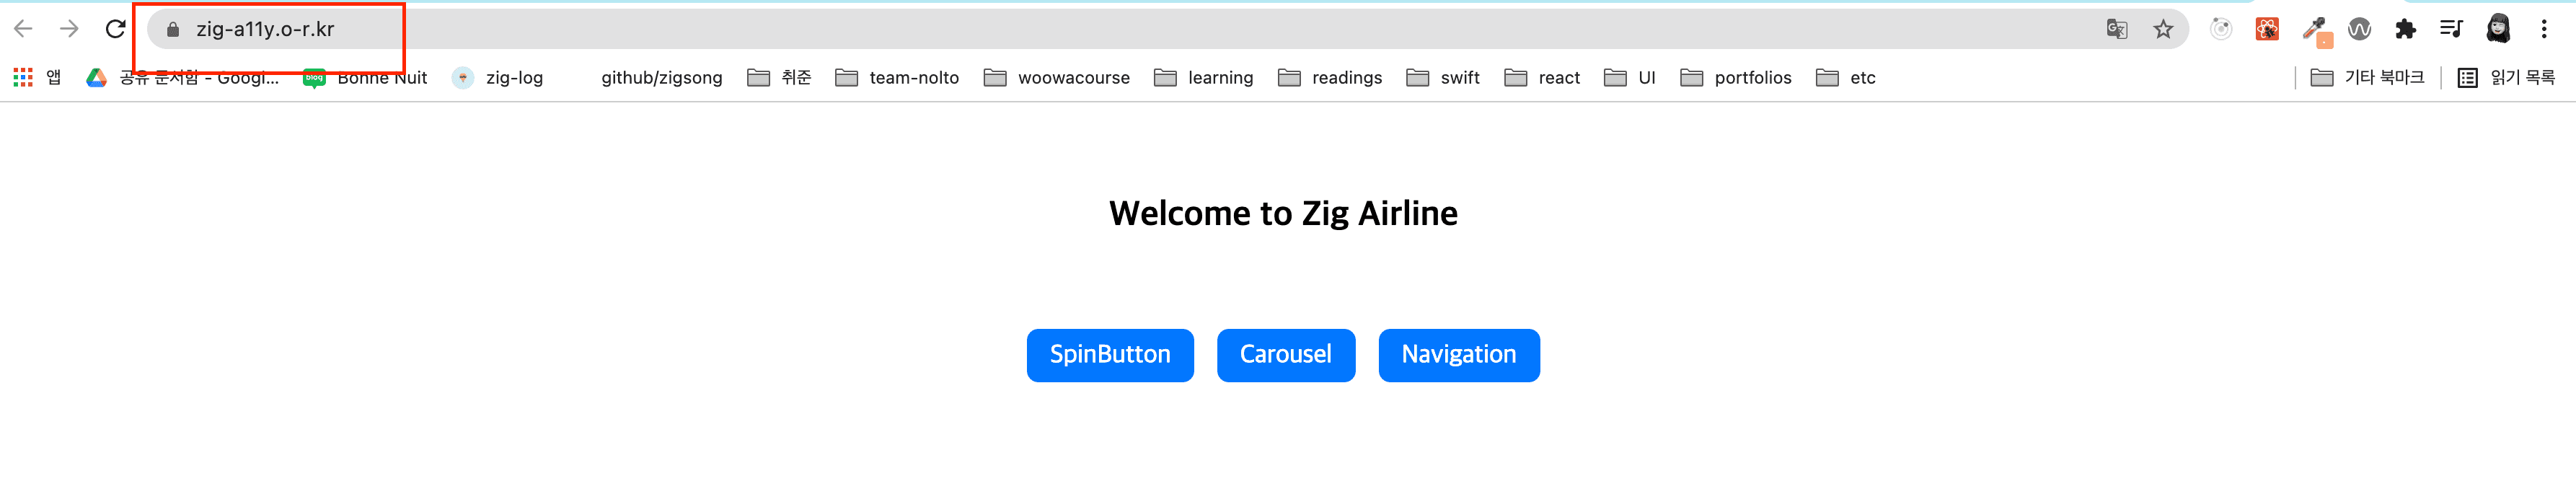 zig-a11y.o-r.kr
앱 공유 문서함 - Googl... blog Bonne Nuit zig-log github/zigsong 취준 team-nolto woowacourse learning readings swift react UI portfolios etc 기타 북마크 읽기 목록
Welcome to Zig Airline
SpinButton Carousel Navigation